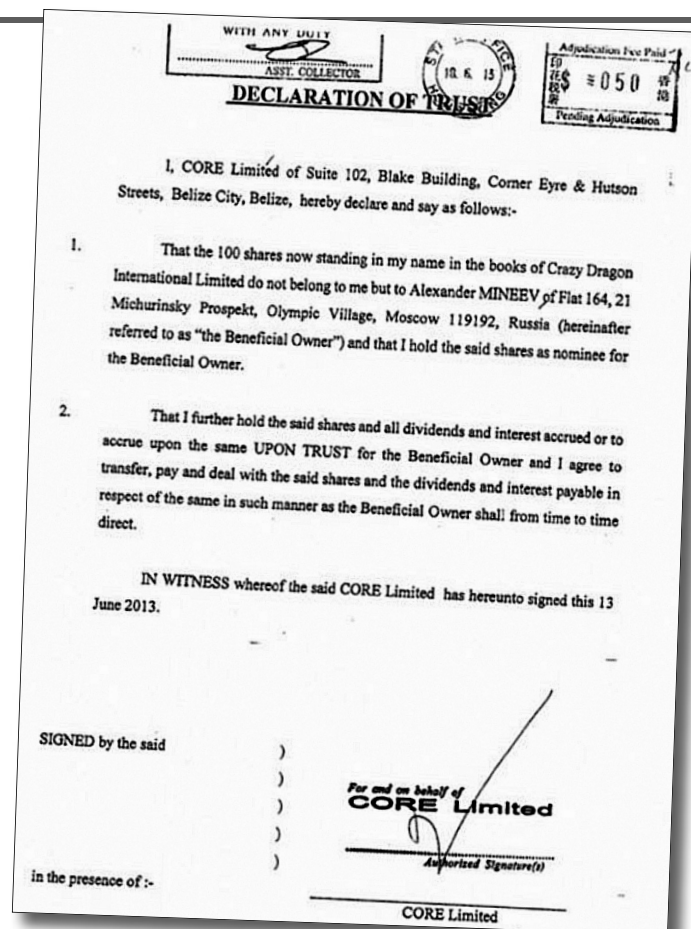 WITH ANY DUTY
ASST. COLLECTOR
Adjudication Fee Paid
印花稅署
$ 050 香港
Pending Adjudication
DECLARATION OF TRUST
I, CORE Limited of Suite 102, Blake Building, Corner Eyre & Hutson
Streets, Belize City, Belize, hereby declare and say as follows:-
1. That the 100 shares now standing in my name in the books of Crazy Dragon
International Limited do not belong to me but to Alexander MINEEV of Flat 164, 21
Michurinsky Prospekt, Olympic Village, Moscow 119192, Russia (hereinafter
referred to as "the Beneficial Owner") and that I hold the said shares as nominee for
the Beneficial Owner.
2. That I further hold the said shares and all dividends and interest accrued or to
accrue upon the same UPON TRUST for the Beneficial Owner and I agree to
transfer, pay and deal with the said shares and the dividends and interest payable in
respect of the same in such manner as the Beneficial Owner shall from time to time
direct.
IN WITNESS whereof the said CORE Limited has hereunto signed this 13
June 2013.
SIGNED by the said )
)
)
)
)
For and on behalf of
CORE Limited
Authorized Signature(s)
in the presence of :-
CORE Limited